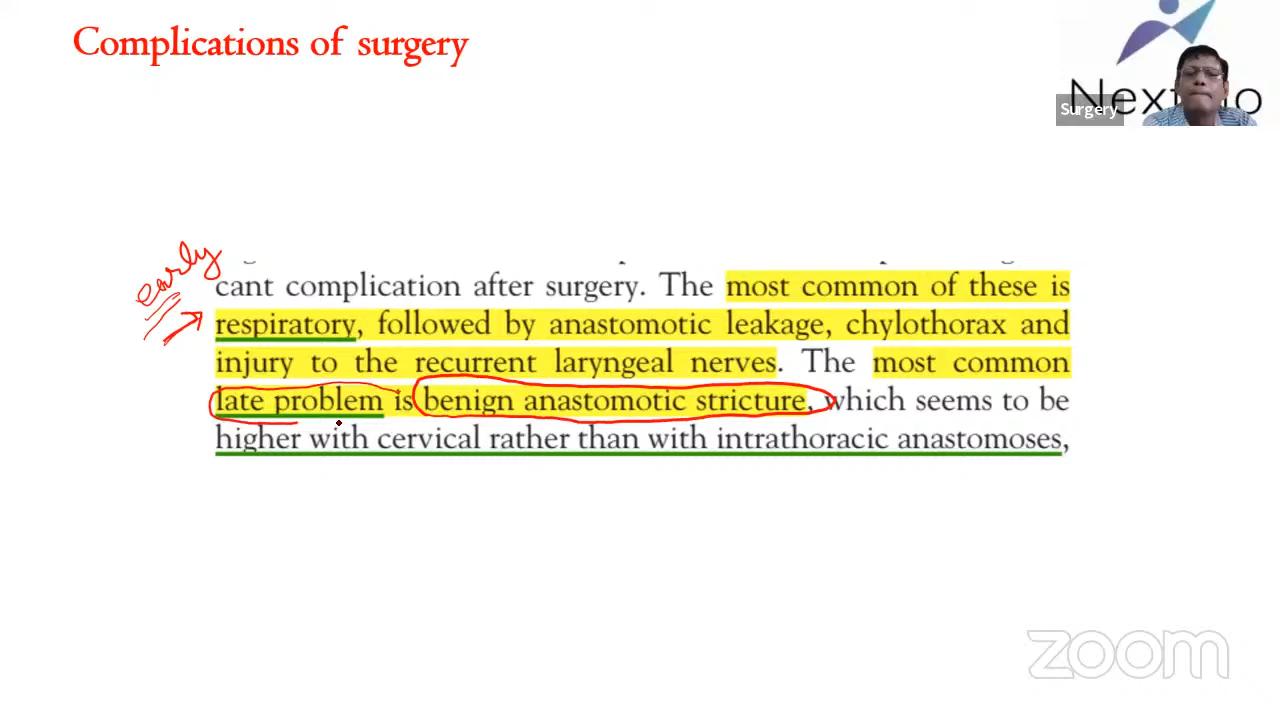 Complications of surgery
Surgery
early
cant complication after surgery. The most common of these is
respiratory, followed by anastomotic leakage, chylothorax and
injury to the recurrent laryngeal nerves. The most common
late problem is benign anastomotic stricture, which seems to be
higher with cervical rather than with intrathoracic anastomoses,
zoom